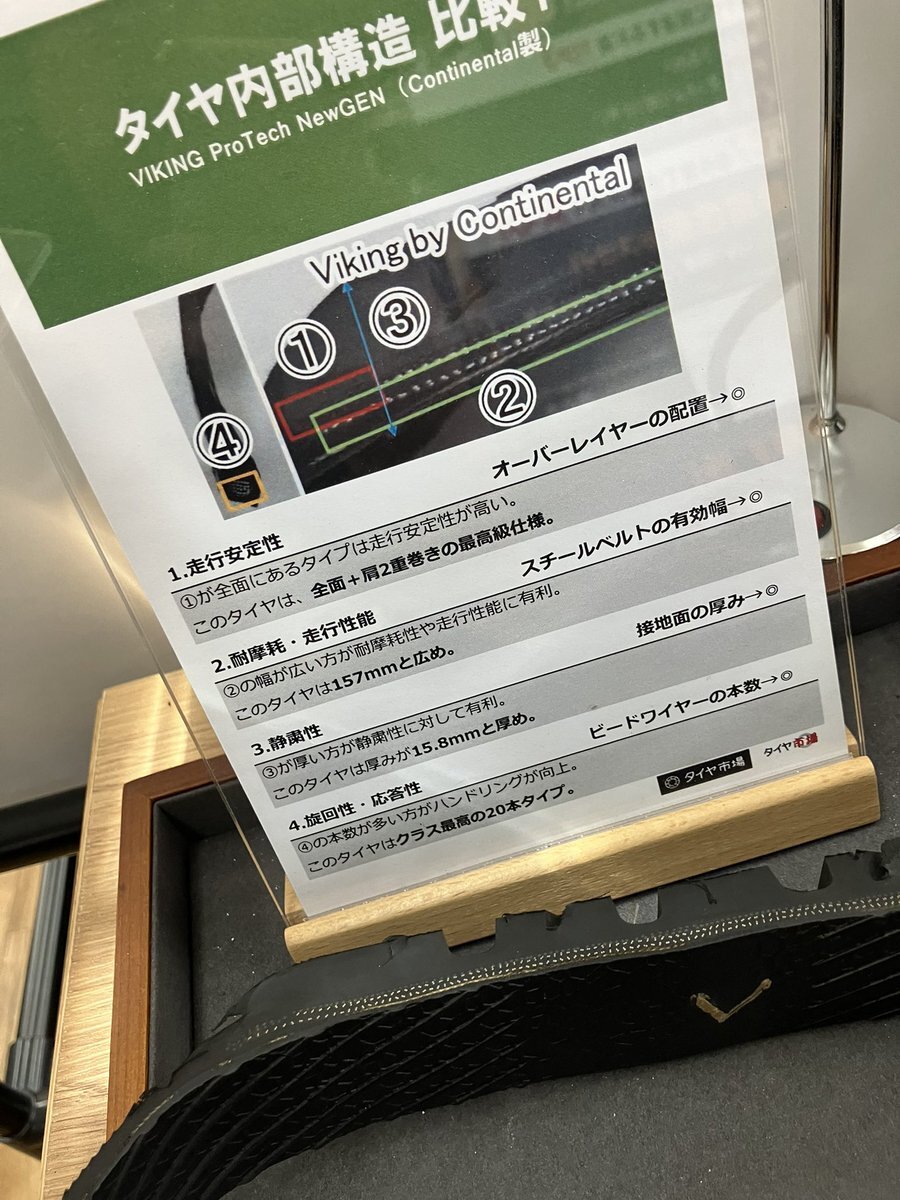 タイヤ内部構造 比較
VIKING ProTech NewGEN（Continental製）
Viking by Continental
①
③
②
④
オーバーレイヤーの配置→◎
1.走行安定性
①が全面にあるタイプは走行安定性が高い。
このタイヤは、全面＋肩2重巻きの最高級仕様。
スチールベルトの有効幅→◎
2.耐摩耗・走行性能
②の幅が広い方が耐摩耗性や走行性能に有利。
このタイヤは157mmと広め。
接地面の厚み→◎
3.静粛性
③が厚い方が静粛性に対して有利。
このタイヤは厚みが15.8mmと厚め。
ビードワイヤーの本数→◎
4.旋回性・応答性
④の本数が多い方がハンドリングが向上。
このタイヤはクラス最高の20本タイプ。
タイヤ市場 タイヤ市場